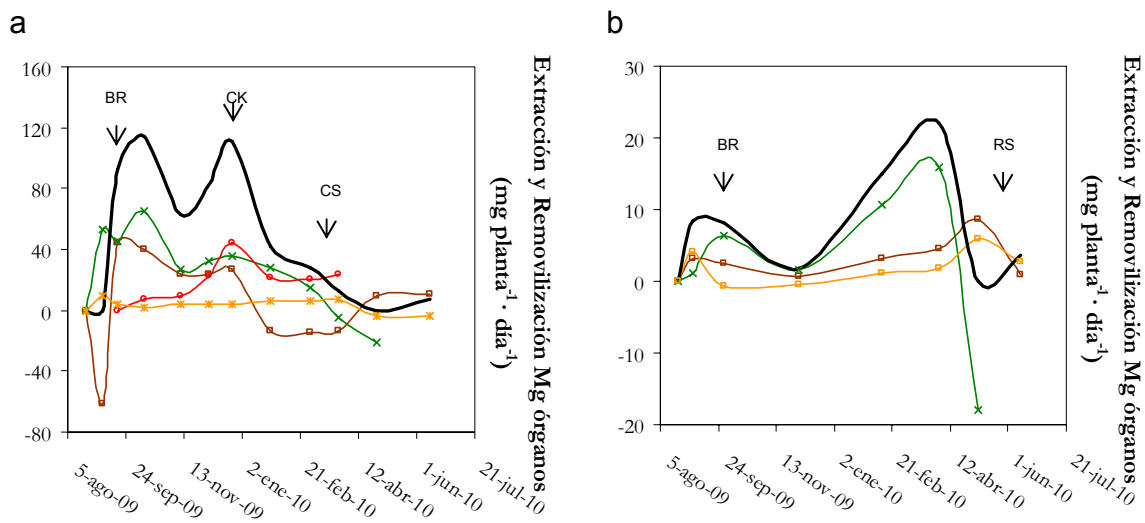 a
160
120
80
40
0
-40
-80
BR
CK
CS
5-ago-09
24-sep-09
13-nov-09
2-ene-10
21-feb-10
12-abr-10
1-jun-10
21-jul-10
Extracción y Removilización Mg órganos
(mg planta⁻¹· día⁻¹)
b
30
20
10
0
-10
-20
BR
RS
5-ago-09
24-sep-09
13-nov-09
2-ene-10
21-feb-10
12-abr-10
1-jun-10
21-jul-10
Extracción y Removilización Mg órganos
(mg planta⁻¹· día⁻¹)